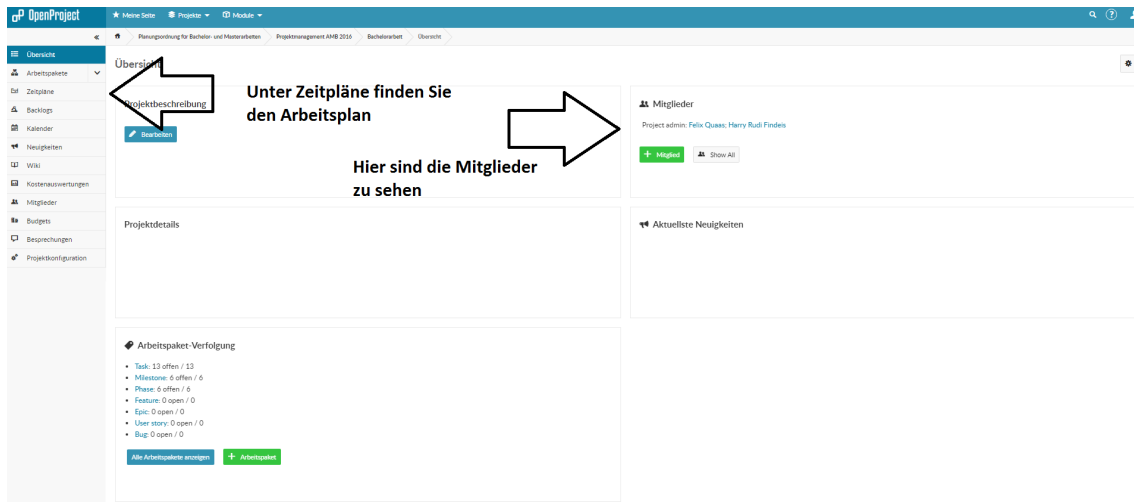 OpenProject
Meine Seite Projekte Module
Planungsordnung für Bachelor- und Masterarbeiten Projektmanagement AMB 2016 Bachelorarbeit Übersicht
Übersicht
Arbeitspakete
Zeitpläne
Backlogs
Kalender
Neuigkeiten
Wiki
Kostenauswertungen
Mitglieder
Budgets
Besprechungen
Projektkonfiguration
Übersicht
Projektbeschreibung
Bearbeiten
Unter Zeitpläne finden Sie
den Arbeitsplan
Hier sind die Mitglieder
zu sehen
Mitglieder
Project admin: Felix Quaas; Harry Rudi Findeis
+ Mitglied Show All
Projektdetails
Aktuellste Neuigkeiten
Arbeitspaket-Verfolgung
Task: 13 offen / 13
Milestone: 6 offen / 6
Phase: 6 offen / 6
Feature: 0 open / 0
Epic: 0 open / 0
User story: 0 open / 0
Bug: 0 open / 0
Alle Arbeitspakete anzeigen + Arbeitspaket